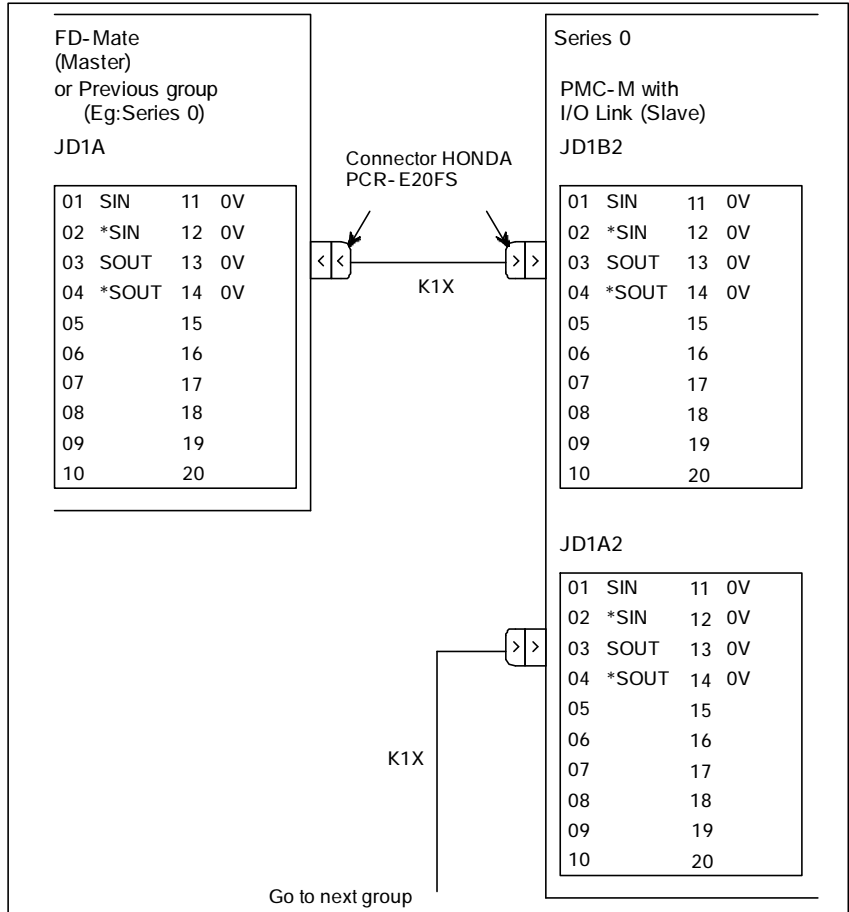 FD-Mate
(Master)
or Previous group
(Eg:Series 0)
JD1A
01 SIN 11 0V
02 *SIN 12 0V
03 SOUT 13 0V
04 *SOUT 14 0V
05 15
06 16
07 17
08 18
09 19
10 20
Connector HONDA
PCR-E20FS
< <
> >
K1X
Series 0
PMC-M with
I/O Link (Slave)
JD1B2
01 SIN 11 0V
02 *SIN 12 0V
03 SOUT 13 0V
04 *SOUT 14 0V
05 15
06 16
07 17
08 18
09 19
10 20
JD1A2
01 SIN 11 0V
02 *SIN 12 0V
03 SOUT 13 0V
04 *SOUT 14 0V
05 15
06 16
07 17
08 18
09 19
10 20
> >
K1X
Go to next group